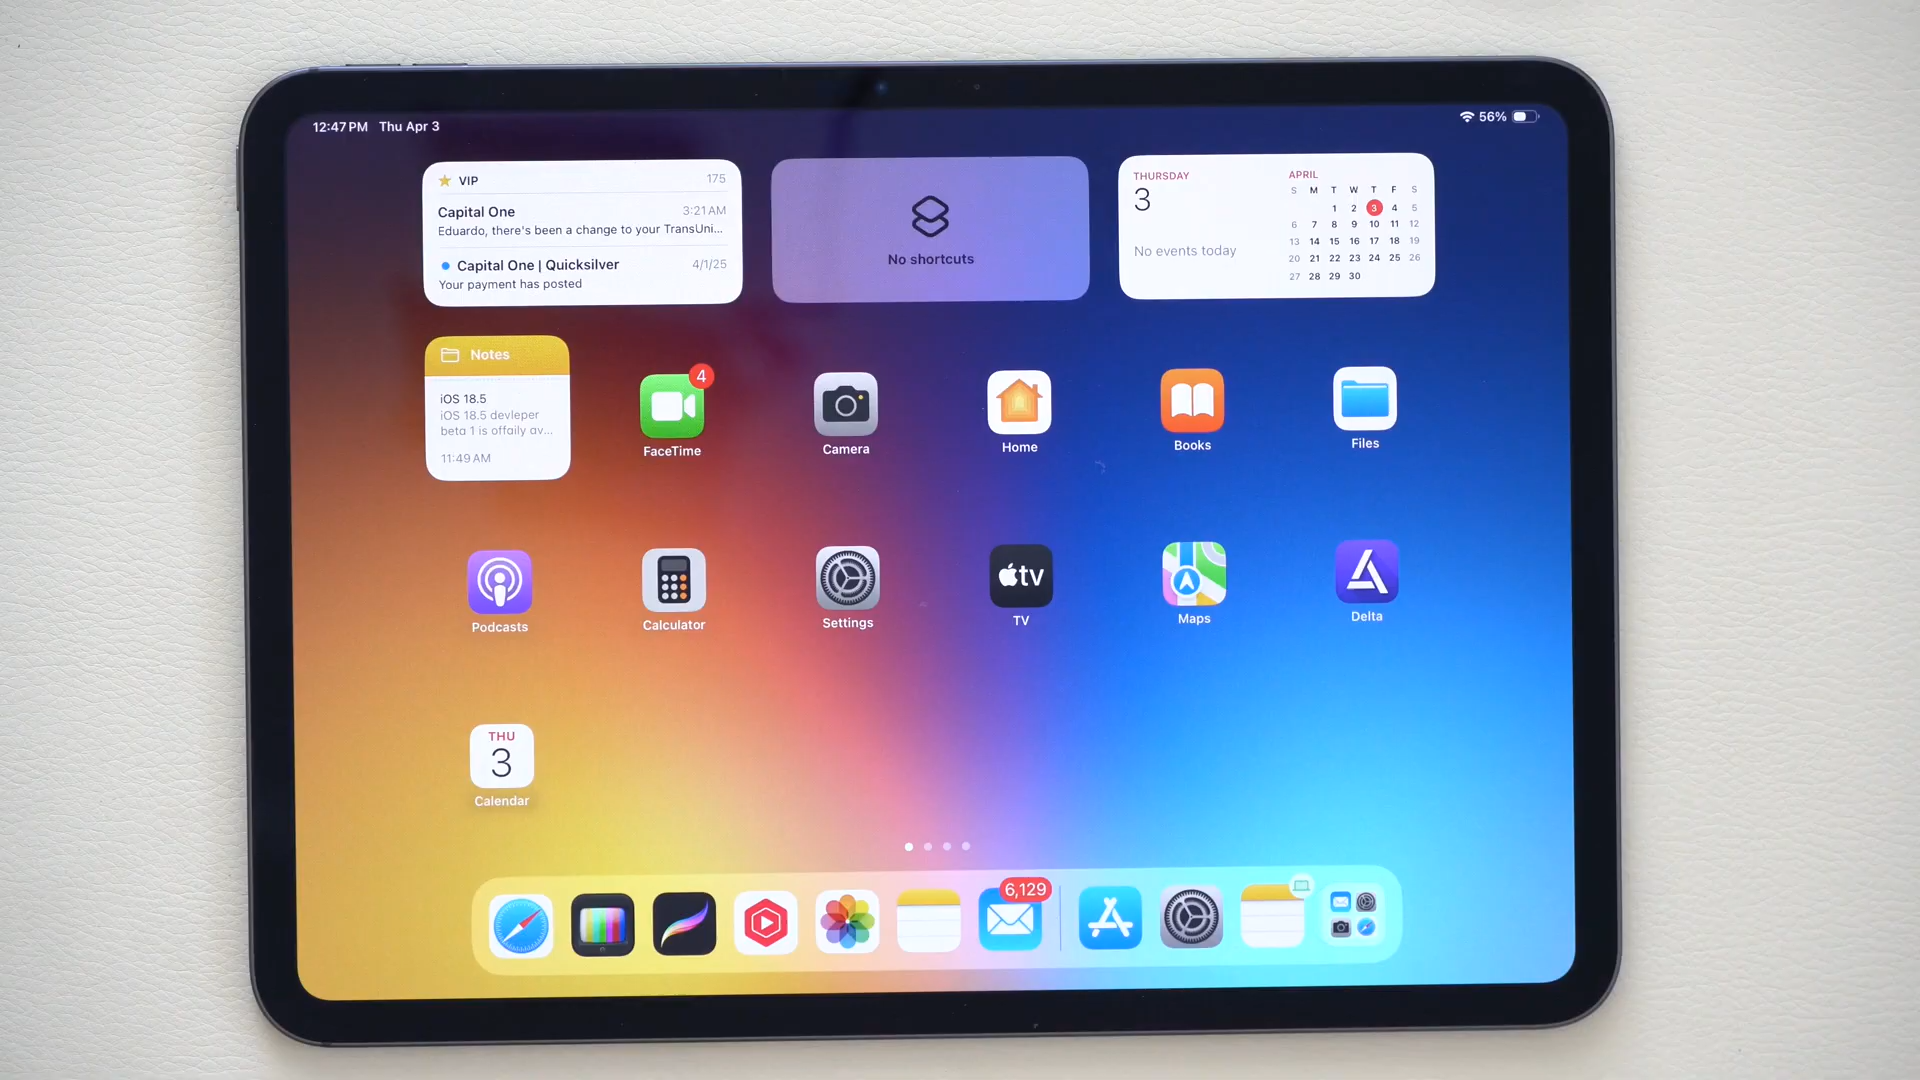 12:47 PM Thu Apr 3
56%
VIP 175
Capital One 3:21 AM
Eduardo, there's been a change to your TransUni...
Capital One | Quicksilver 4/1/25
Your payment has posted
No shortcuts
THURSDAY
3
No events today
APRIL
S M T W T F S
1 2 3 4 5
6 7 8 9 10 11 12
13 14 15 16 17 18 19
20 21 22 23 24 25 26
27 28 29 30
Notes
iOS 18.5
iOS 18.5 devleper
beta 1 is offaily av...
11:49 AM
4
FaceTime
Camera
Home
Books
Files
Podcasts
Calculator
Settings
tv
TV
Maps
Delta
THU
3
Calendar
6,129